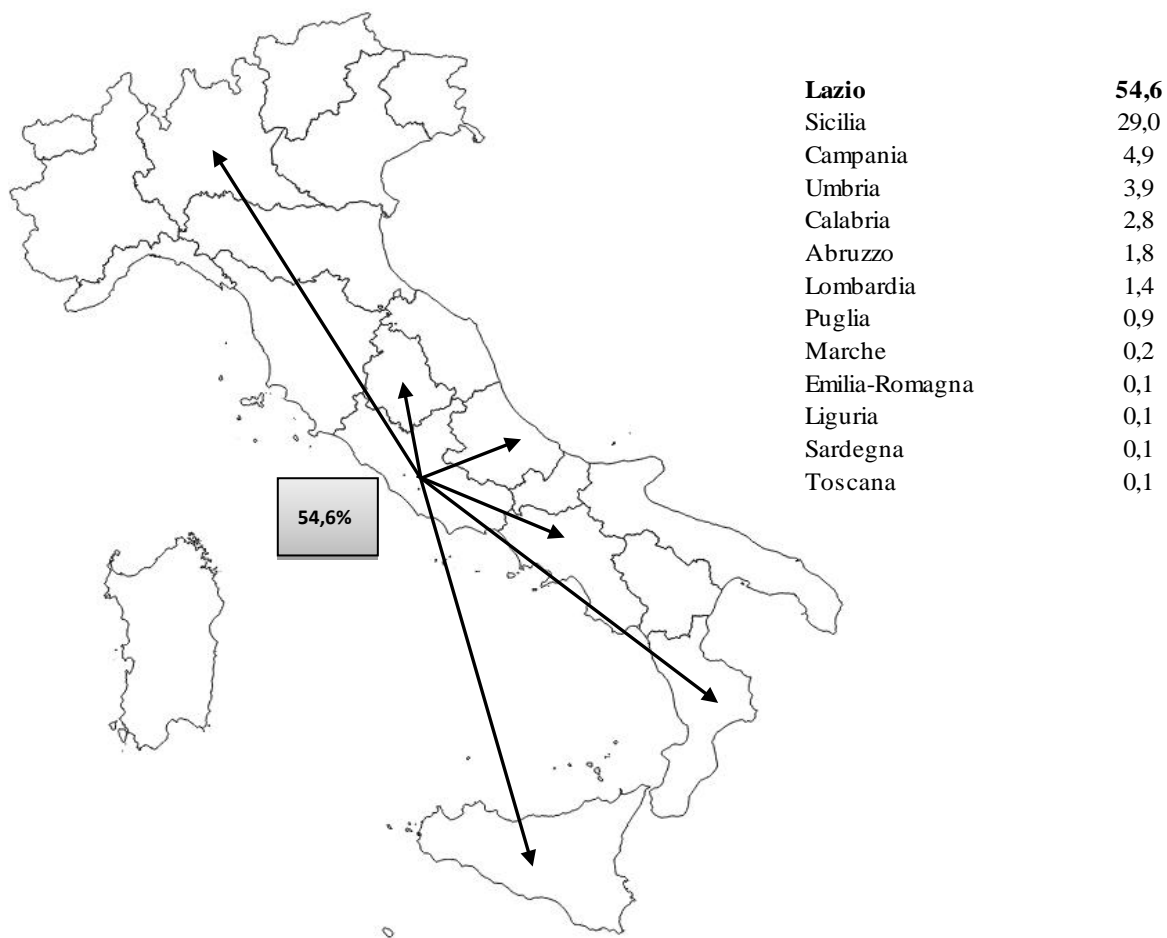 Lazio 54,6
Sicilia 29,0
Campania 4,9
Umbria 3,9
Calabria 2,8
Abruzzo 1,8
Lombardia 1,4
Puglia 0,9
Marche 0,2
Emilia-Romagna 0,1
Liguria 0,1
Sardegna 0,1
Toscana 0,1
54,6%